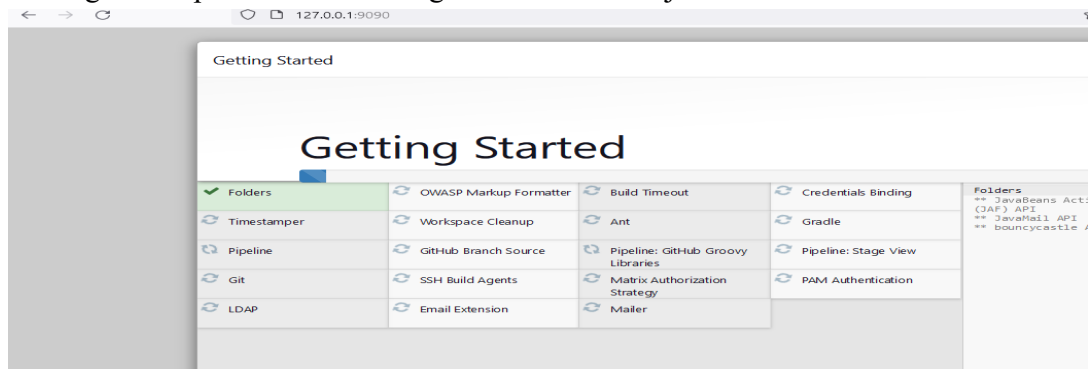 127.0.0.1:9090
Getting Started
Getting Started
Folders
OWASP Markup Formatter
Build Timeout
Credentials Binding
Timestamper
Workspace Cleanup
Ant
Gradle
Pipeline
GitHub Branch Source
Pipeline: GitHub Groovy
Libraries
Pipeline: Stage View
Git
SSH Build Agents
Matrix Authorization
Strategy
PAM Authentication
LDAP
Email Extension
Mailer
Folders
** JavaBeans Acti
(JAF) API
** JavaMail API
** bouncycastle A